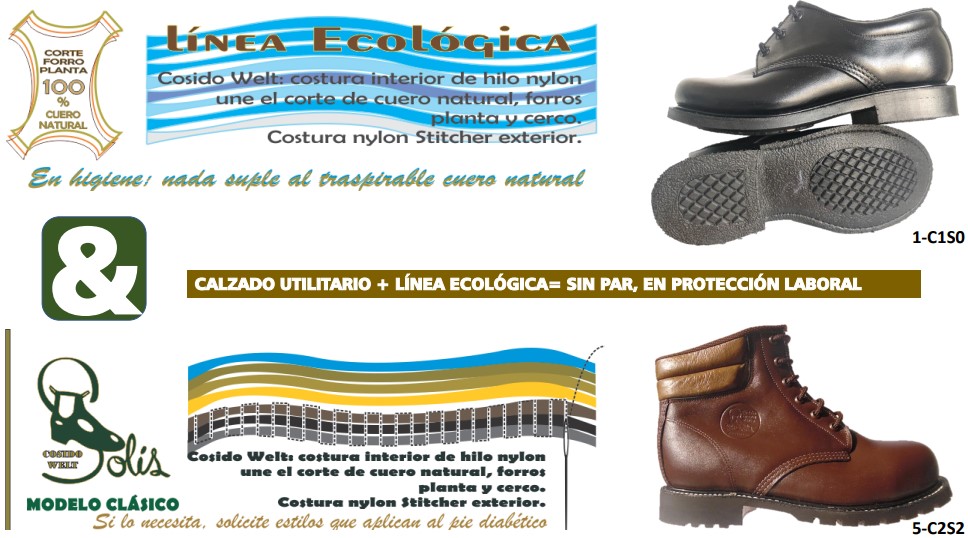 CORTE
FORRO
PLANTA
100
%
CUERO
NATURAL
Línea Ecológica
Cosido Welt: costura interior de hilo nylon
une el corte de cuero natural, forros
planta y cerco.
Costura nylon Stitcher exterior.
En higiene; nada suple al traspirable cuero natural
1-C1S0
&
CALZADO UTILITARIO + LÍNEA ECOLÓGICA= SIN PAR, EN PROTECCIÓN LABORAL
Solis
COSIDO
WELT
MODELO CLÁSICO
Cosido Welt: costura interior de hilo nylon
une el corte de cuero natural, forros
planta y cerco.
Costura nylon Stitcher exterior.
Si lo necesita, solicite estilos que aplican al pie diabético
5-C2S2